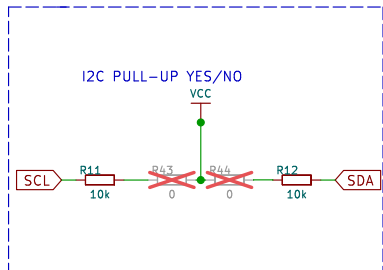 I2C PULL-UP YES/NO
VCC
R11 R43 R44 R12
SCL SDA
10k 0 0 10k